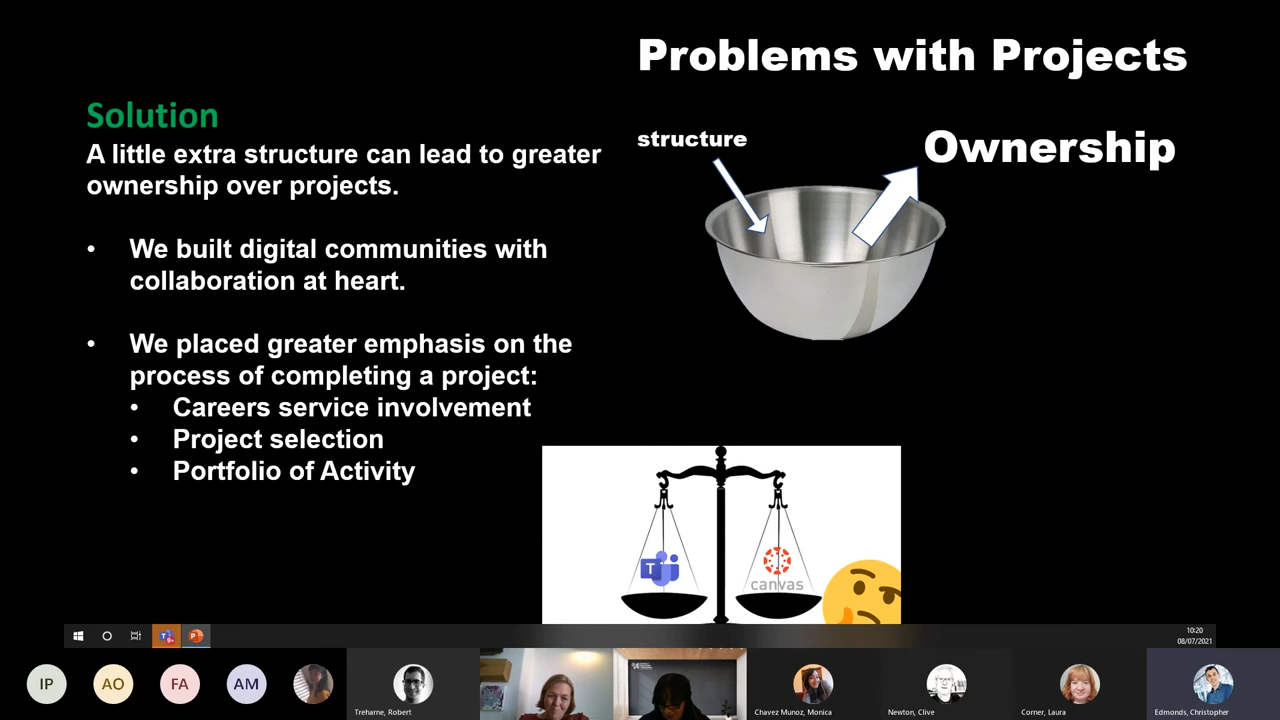 Problems with Projects
Solution
A little extra structure can lead to greater
ownership over projects.
• We built digital communities with
collaboration at heart.
• We placed greater emphasis on the
process of completing a project:
• Careers service involvement
• Project selection
• Portfolio of Activity
structure
Ownership
T
canvas
9+
P
10:20
08/07/2021
IP
AO
FA
AM
Treharne, Robert
Chavez Munoz, Monica
Newton, Clive
Corner, Laura
Edmonds, Christopher